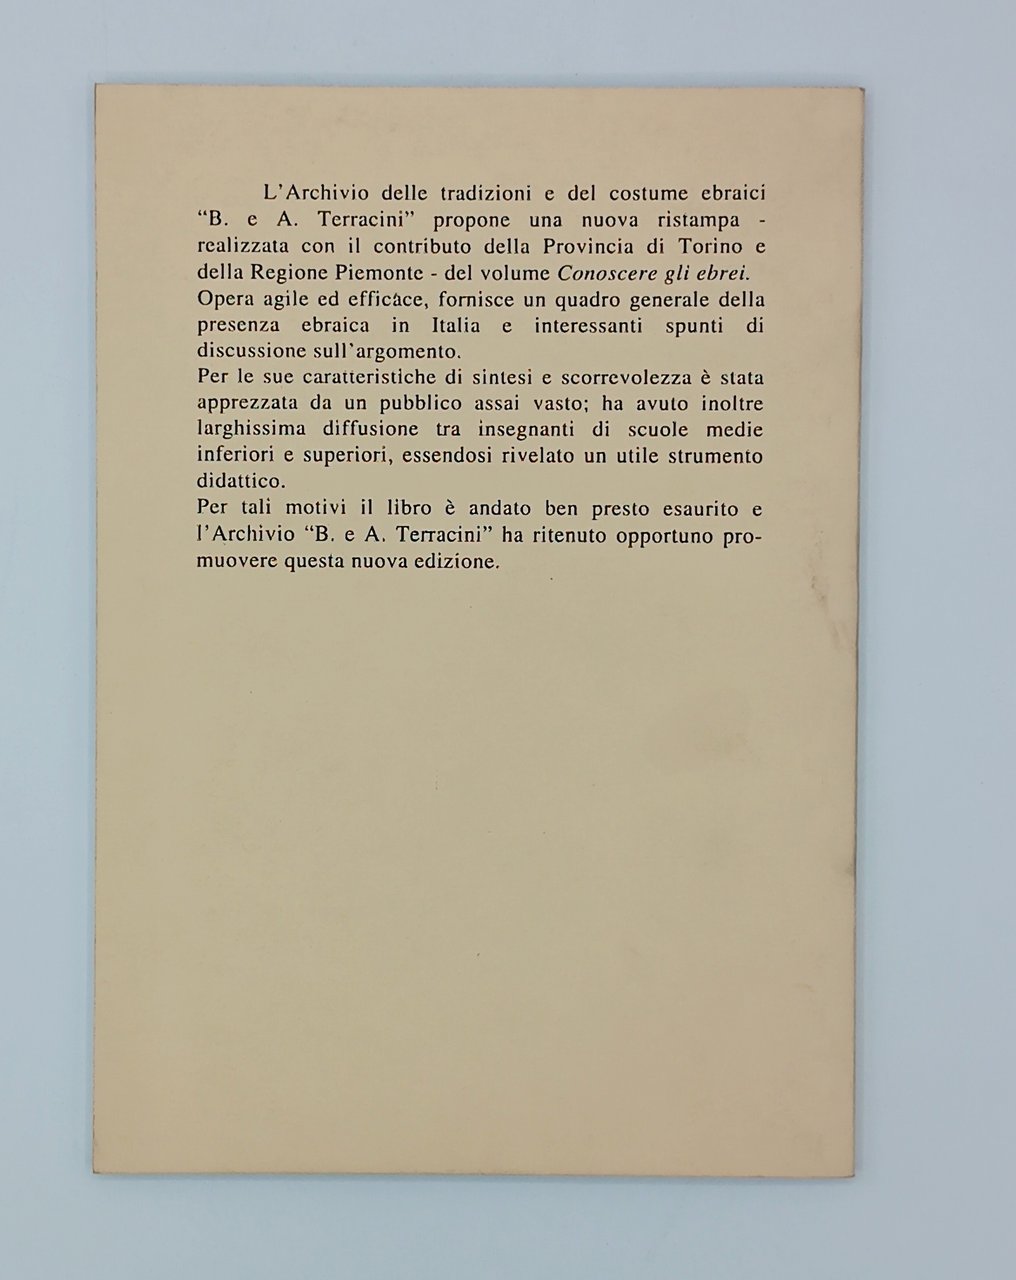 L'Archivio delle tradizioni e del costume ebraici
“B. e A. Terracini” propone una nuova ristampa -
realizzata con il contributo della Provincia di Torino e
della Regione Piemonte - del volume Conoscere gli ebrei.
Opera agile ed efficace, fornisce un quadro generale della
presenza ebraica in Italia e interessanti spunti di
discussione sull'argomento.
Per le sue caratteristiche di sintesi e scorrevolezza è stata
apprezzata da un pubblico assai vasto; ha avuto inoltre
larghissima diffusione tra insegnanti di scuole medie
inferiori e superiori, essendosi rivelato un utile strumento
didattico.
Per tali motivi il libro è andato ben presto esaurito e
l'Archivio “B. e A. Terracini” ha ritenuto opportuno pro-
muovere questa nuova edizione.